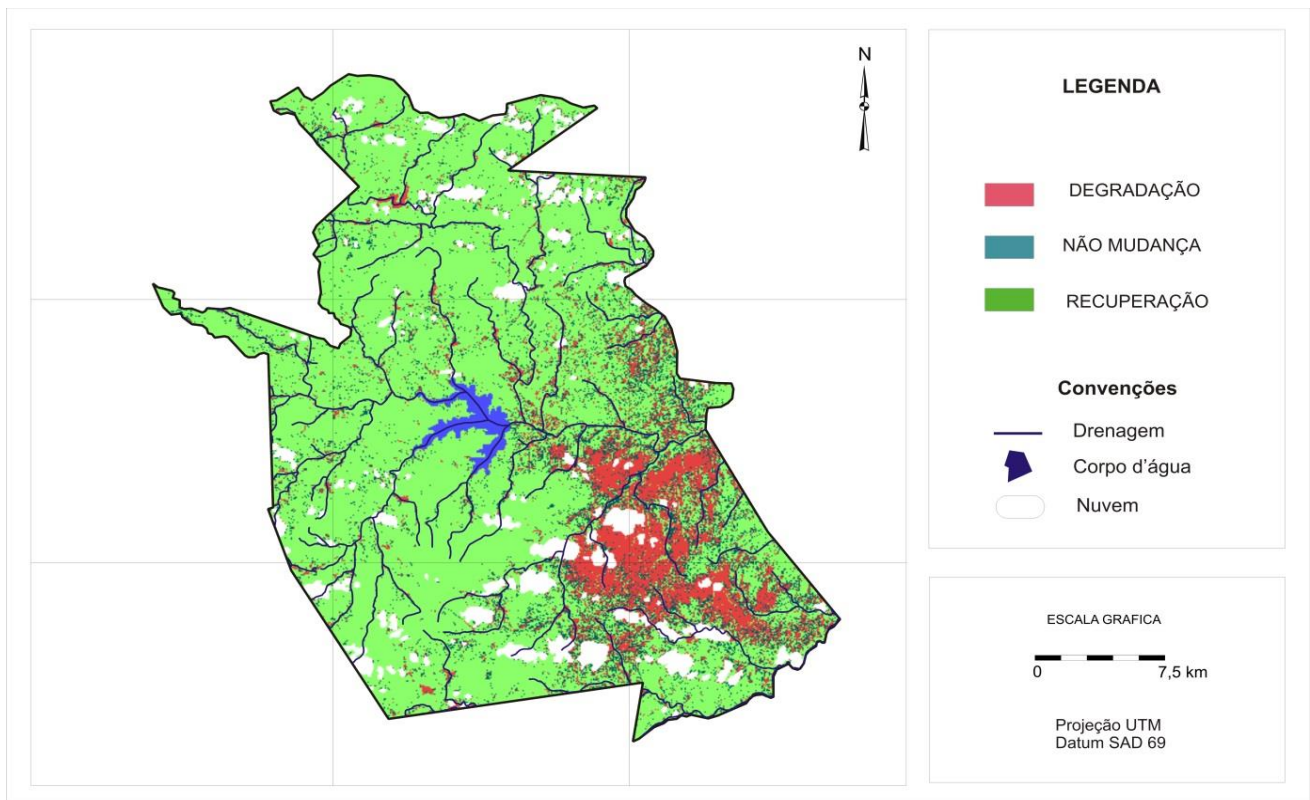 N
LEGENDA
DEGRADAÇÃO
NÃO MUDANÇA
RECUPERAÇÃO
Convenções
Drenagem
Corpo d'água
Nuvem
ESCALA GRAFICA
0 7,5 km
Projeção UTM
Datum SAD 69